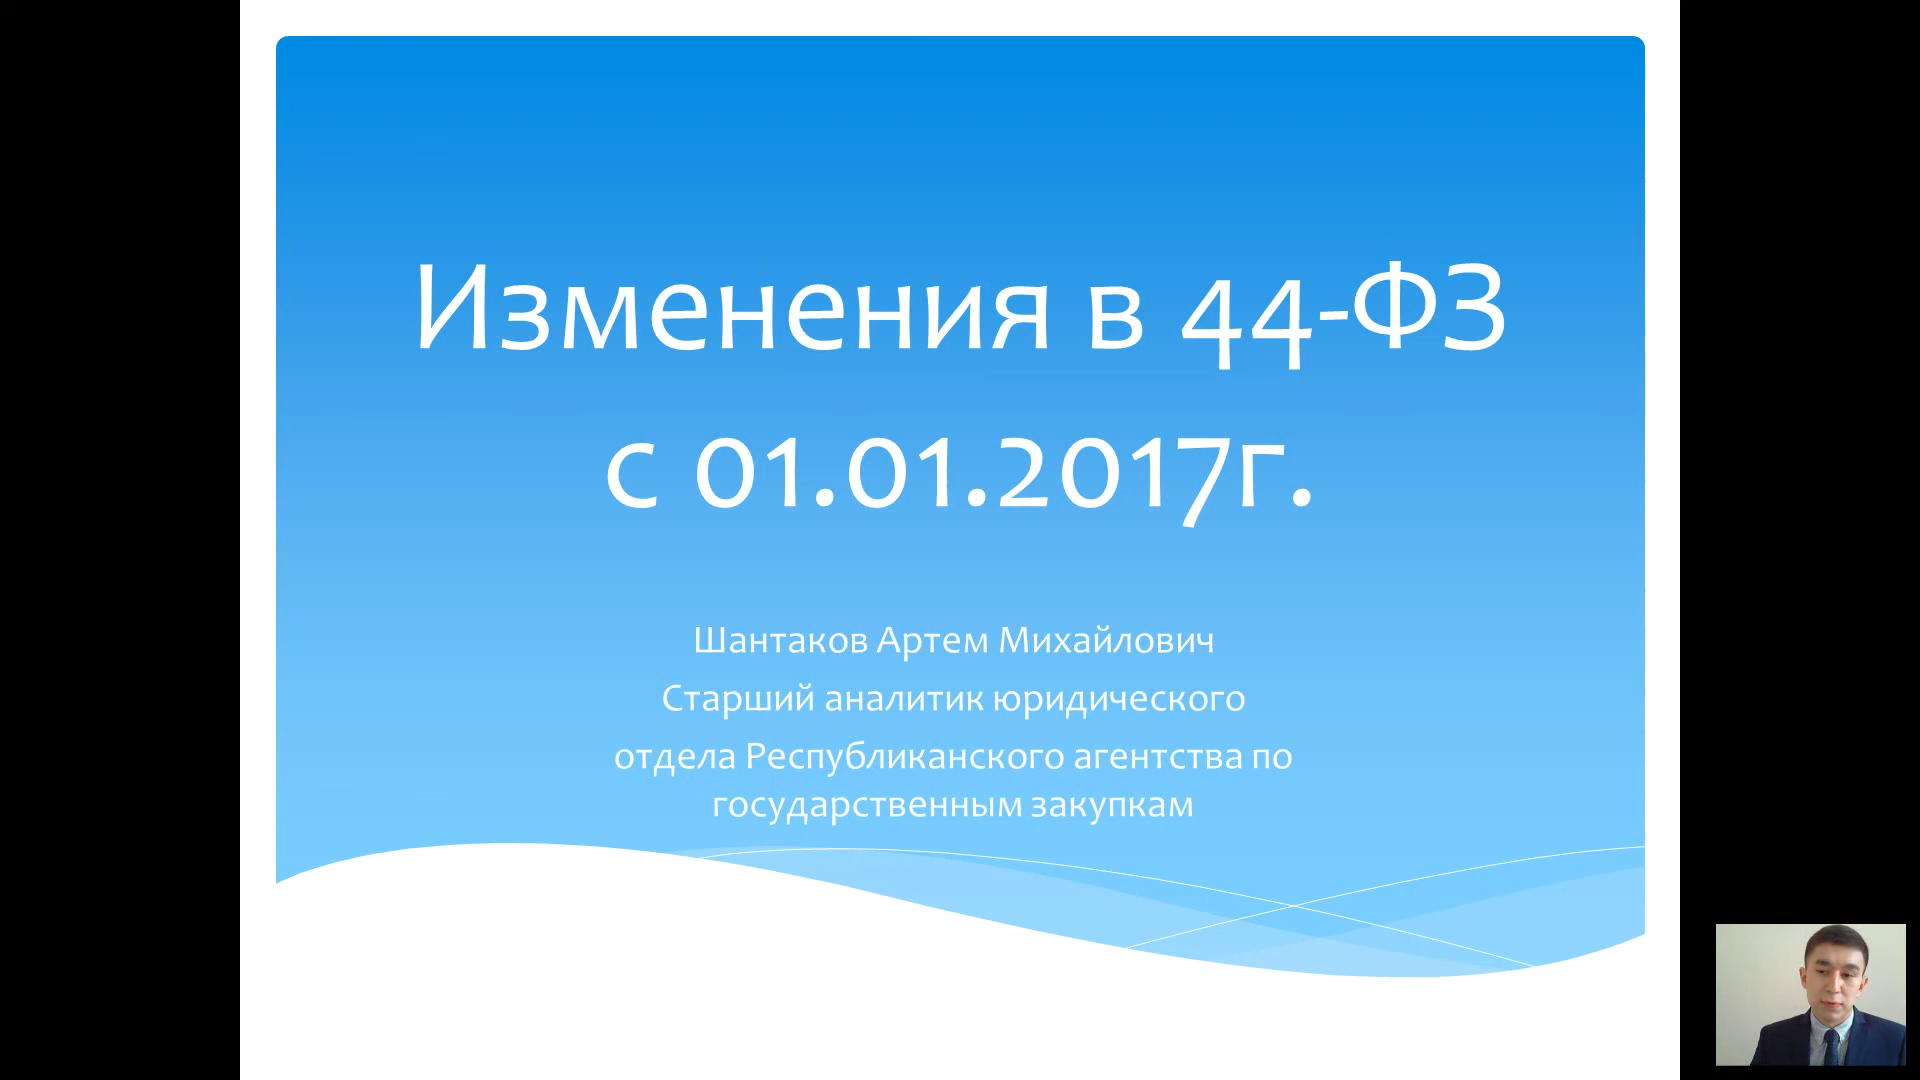 Изменения в 44-ФЗ
с 01.01.2017г.
Шантаков Артем Михайлович
Старший аналитик юридического
отдела Республиканского агентства по
государственным закупкам